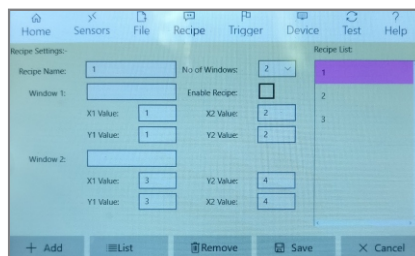 Home Sensors File Recipe Trigger Device Test Help
Recipe Settings:-
Recipe List:
Recipe Name: 1 No of Windows: 2
1
Window 1: Enable Recipe:
2
X1 Value: 1 X2 Value: 2
3
Y1 Value: 1 Y2 Value: 2
Window 2:
X1 Value: 3 Y2 Value: 4
Y1 Value: 3 X2 Value: 4
+ Add List Remove Save × Cancel